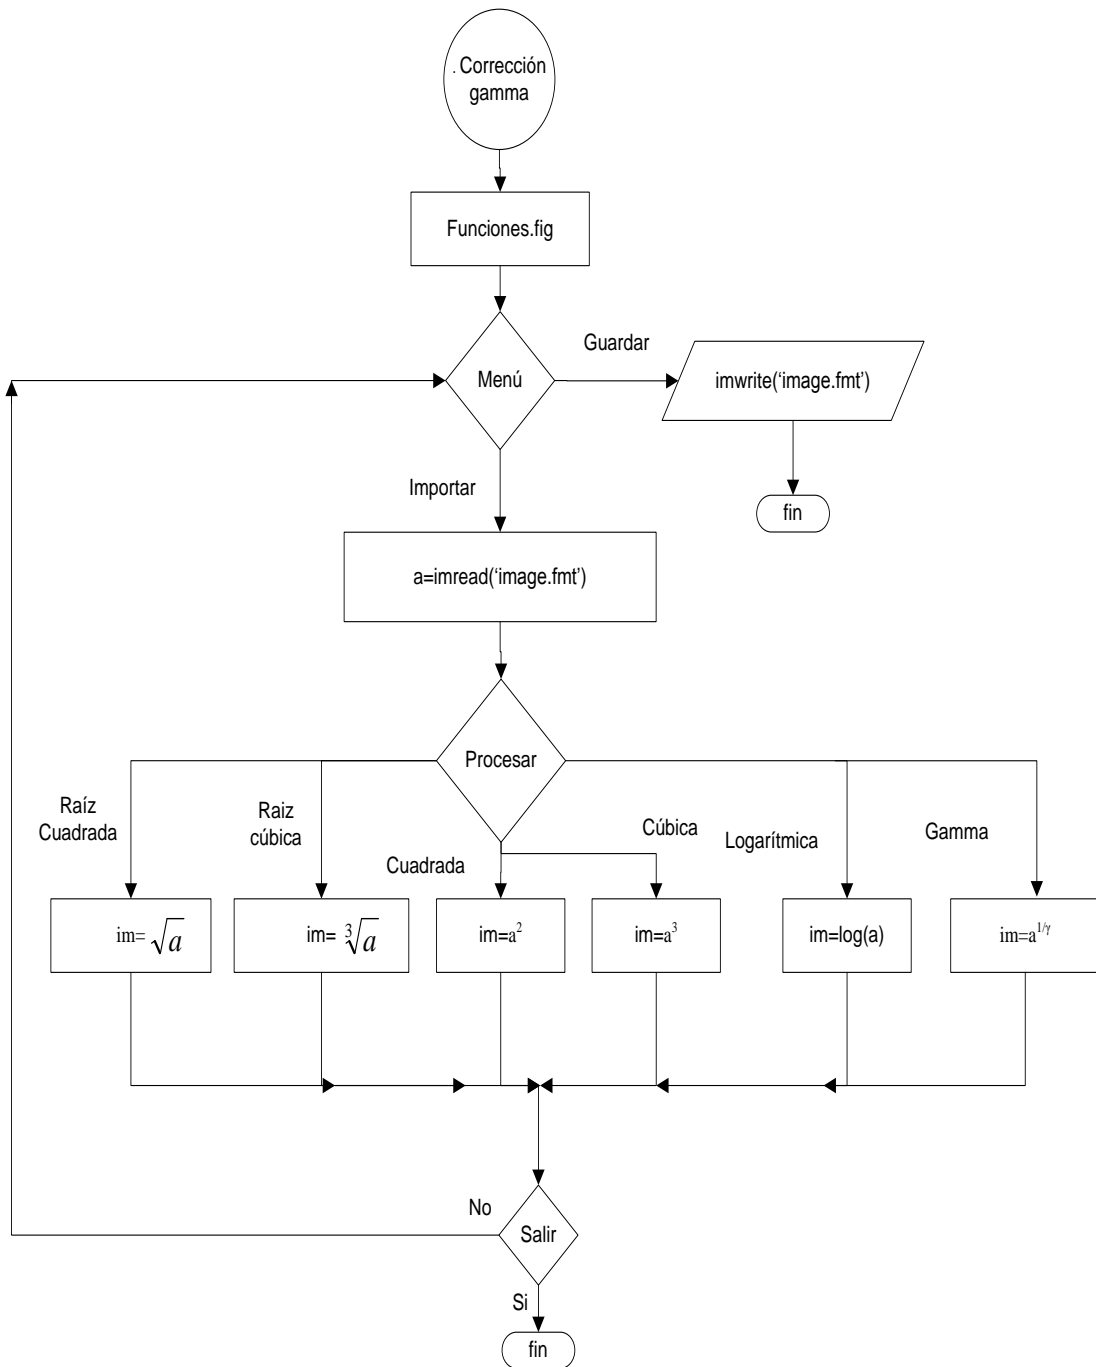 . Corrección
gamma
Funciones.fig
Menú
Guardar
imwrite(‘image.fmt’)
fin
Importar
a=imread(‘image.fmt’)
Procesar
Raíz
Cuadrada
Raiz
cúbica
Cuadrada
Cúbica
Logarítmica
Gamma
im= √a
im= ∛a
im=a²
im=a³
im=log(a)
im=a^{1/γ}
No
Salir
Si
fin